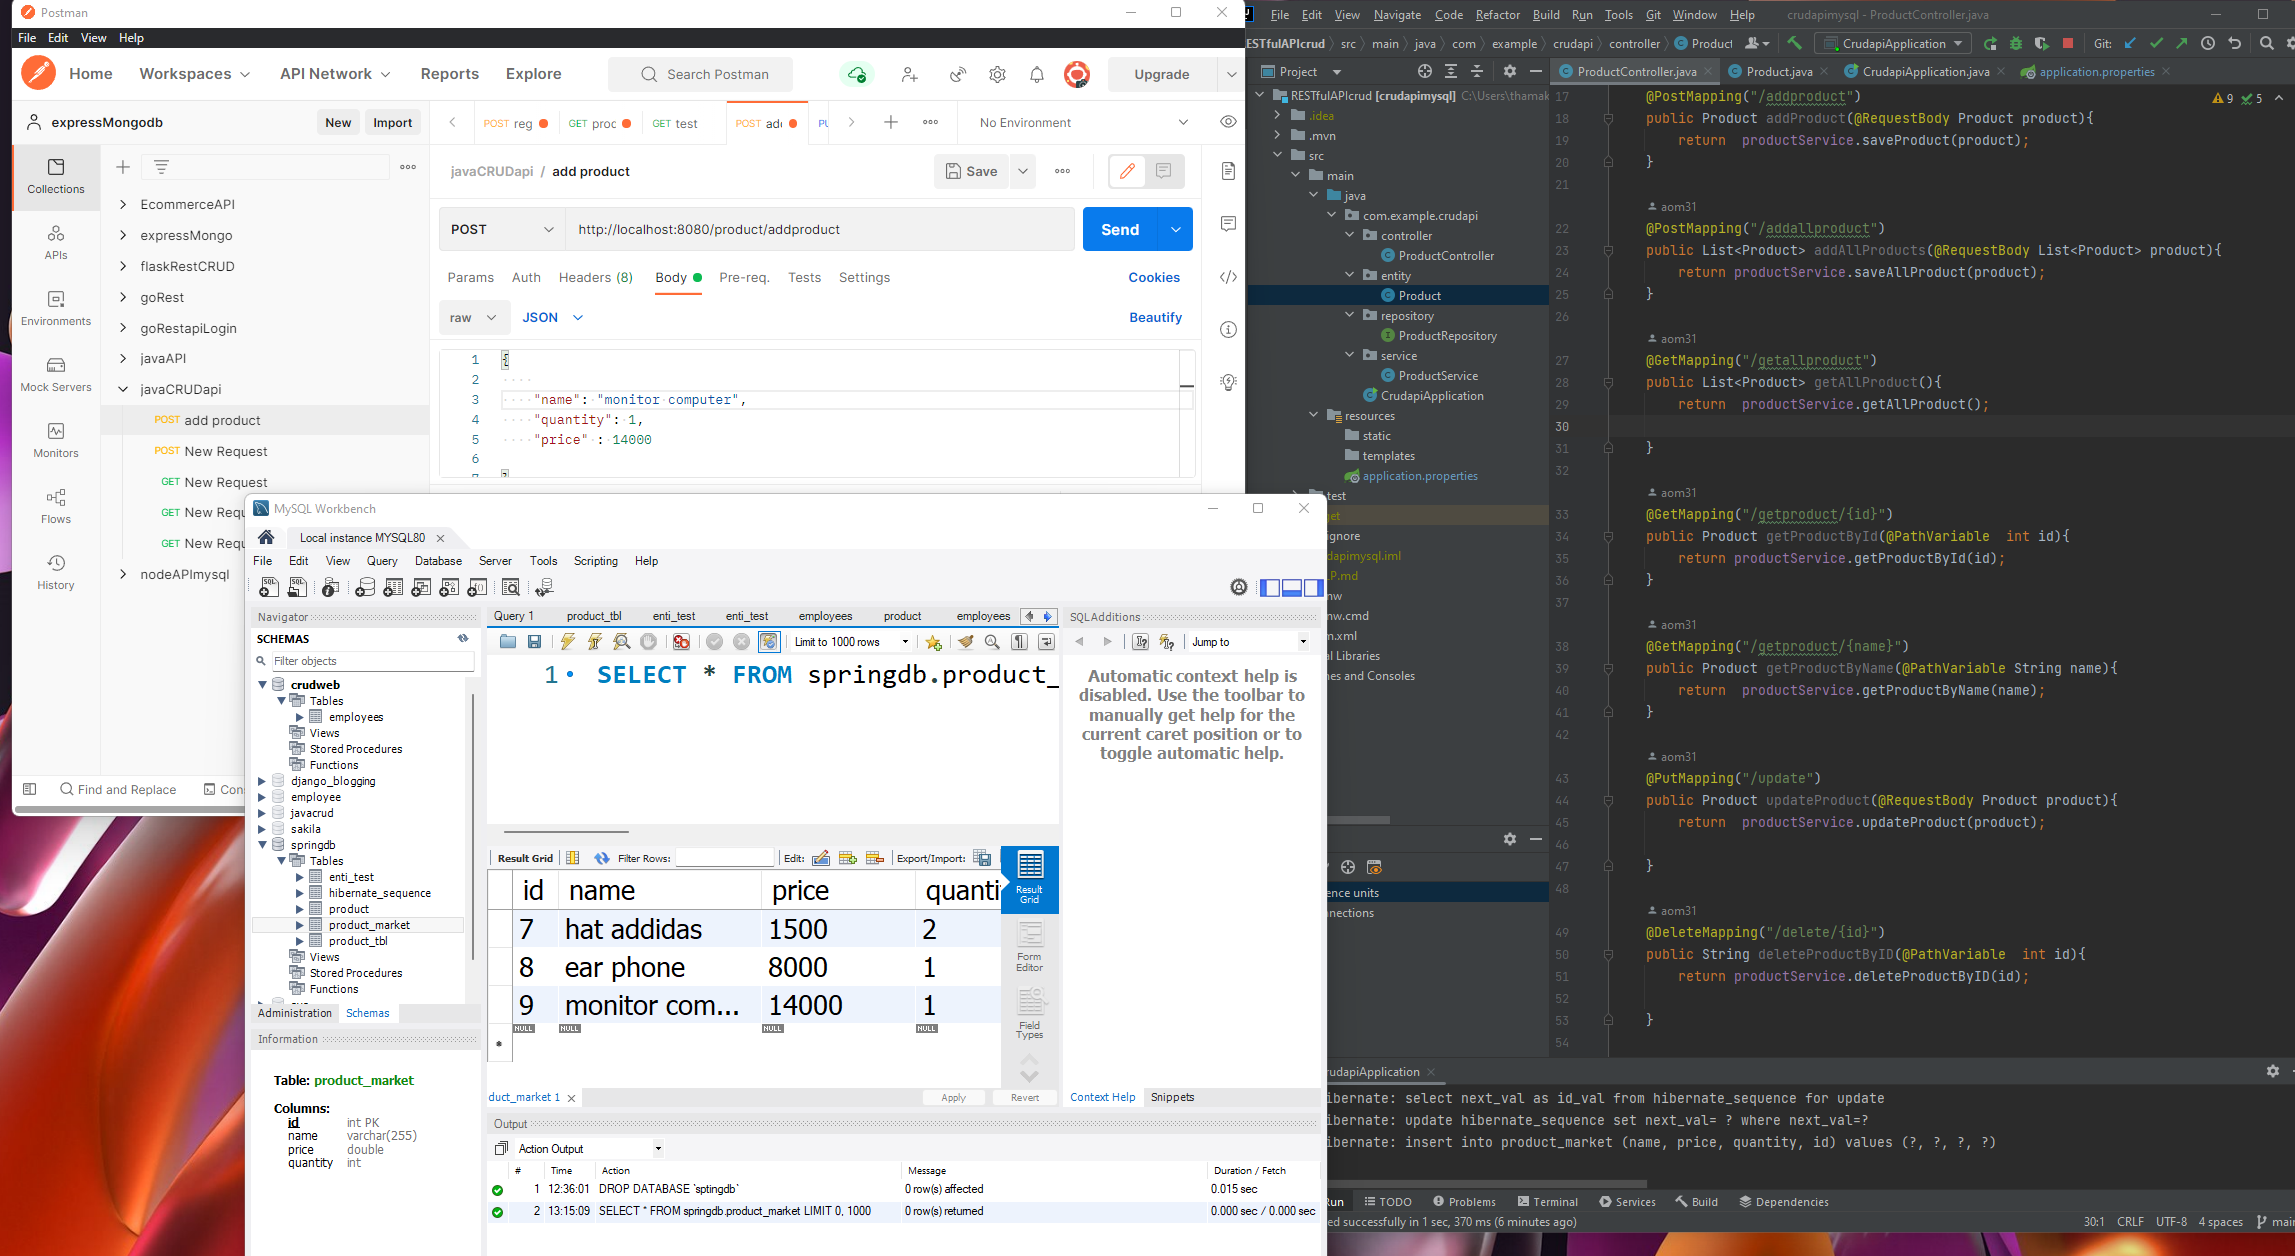 Postman
File Edit View Help
Home Workspaces API Network Reports Explore Search Postman Upgrade
expressMongodb New Import
POST reg GET proc GET test POST ad No Environment
Collections
APIs
Environments
Mock Servers
Monitors
Flows
History
EcommerceAPI
expressMongo
flaskRestCRUD
goRest
goRestapiLogin
javaAPI
javaCRUDapi
POST add product
POST New Request
GET New Request
GET New Requ
GET New Requ
nodeAPImysql
Find and Replace Con
javaCRUDapi / add product Save
POST http://localhost:8080/product/addproduct Send
Params Auth Headers (8) Body Pre-req. Tests Settings Cookies
raw JSON Beautify
1 {
2
3 "name": "monitor computer",
4 "quantity": 1,
5 "price" : 14000
6
MySQL Workbench
Local instance MYSQL80
File Edit View Query Database Server Tools Scripting Help
Navigator
SCHEMAS
Filter objects
crudweb
Tables
employees
Views
Stored Procedures
Functions
django_blogging
employee
javacrud
sakila
springdb
Tables
enti_test
hibernate_sequence
product
product_market
product_tbl
Views
Stored Procedures
Functions
Administration Schemas
Information
Table: product_market
Columns:
id int PK
name varchar(255)
price double
quantity int
Query 1 product_tbl enti_test enti_test employees product employees
Limit to 1000 rows
1 SELECT * FROM springdb.product_
Result Grid Filter Rows: Edit: Export/Import:
id name price quanti
7 hat addidas 1500 2
8 ear phone 8000 1
9 monitor com... 14000 1
NULL NULL NULL NULL
Result Grid
Form Editor
Field Types
duct_market 1 Apply Revert
SQLAdditions
Jump to
Automatic context help is
disabled. Use the toolbar to
manually get help for the
current caret position or to
toggle automatic help.
Context Help Snippets
Output
Action Output
# Time Action Message Duration / Fetch
1 12:36:01 DROP DATABASE `sptingdb` 0 row(s) affected 0.015 sec
2 13:15:09 SELECT * FROM springdb.product_market LIMIT 0, 1000 0 row(s) returned 0.000 sec / 0.000 sec
File Edit View Navigate Code Refactor Build Run Tools Git Window Help crudapimysql - ProductController.java
ESTfulAPIcrud src main java com example crudapi controller Product CrudapiApplication Git:
Project
ProductController.java Product.java CrudapiApplication.java application.properties
RESTfulAPIcrud [crudapimysql] C:\Users\thamak
.idea
.mvn
src
main
java
com.example.crudapi
controller
ProductController
entity
Product
repository
ProductRepository
service
ProductService
CrudapiApplication
resources
static
templates
application.properties
test
get
ignore
dapimysql.iml
P.md
nw
nw.cmd
m.xml
al Libraries
hes and Consoles
ence units
nnections
9 5
17 @PostMapping("/addproduct")
18 public Product addProduct(@RequestBody Product product){
19 return productService.saveProduct(product);
20 }
21
aom31
22 @PostMapping("/addallproduct")
23 public List<Product> addAllProducts(@RequestBody List<Product> product){
24 return productService.saveAllProduct(product);
25 }
26
aom31
27 @GetMapping("/getallproduct")
28 public List<Product> getAllProduct(){
29 return productService.getAllProduct();
30
31 }
32
aom31
33 @GetMapping("/getproduct/{id}")
34 public Product getProductById(@PathVariable int id){
35 return productService.getProductById(id);
36 }
37
aom31
38 @GetMapping("/getproduct/{name}")
39 public Product getProductByName(@PathVariable String name){
40 return productService.getProductByName(name);
41 }
42
aom31
43 @PutMapping("/update")
44 public Product updateProduct(@RequestBody Product product){
45 return productService.updateProduct(product);
46
47 }
48
aom31
49 @DeleteMapping("/delete/{id}")
50 public String deleteProductByID(@PathVariable int id){
51 return productService.deleteProductByID(id);
52
53 }
54
rudapiApplication
ibernate: select next_val as id_val from hibernate_sequence for update
ibernate: update hibernate_sequence set next_val= ? where next_val=?
ibernate: insert into product_market (name, price, quantity, id) values (?, ?, ?, ?)
un TODO Problems Terminal Services Build Dependencies
ed successfully in 1 sec, 370 ms (6 minutes ago) 30:1 CRLF UTF-8 4 spaces main